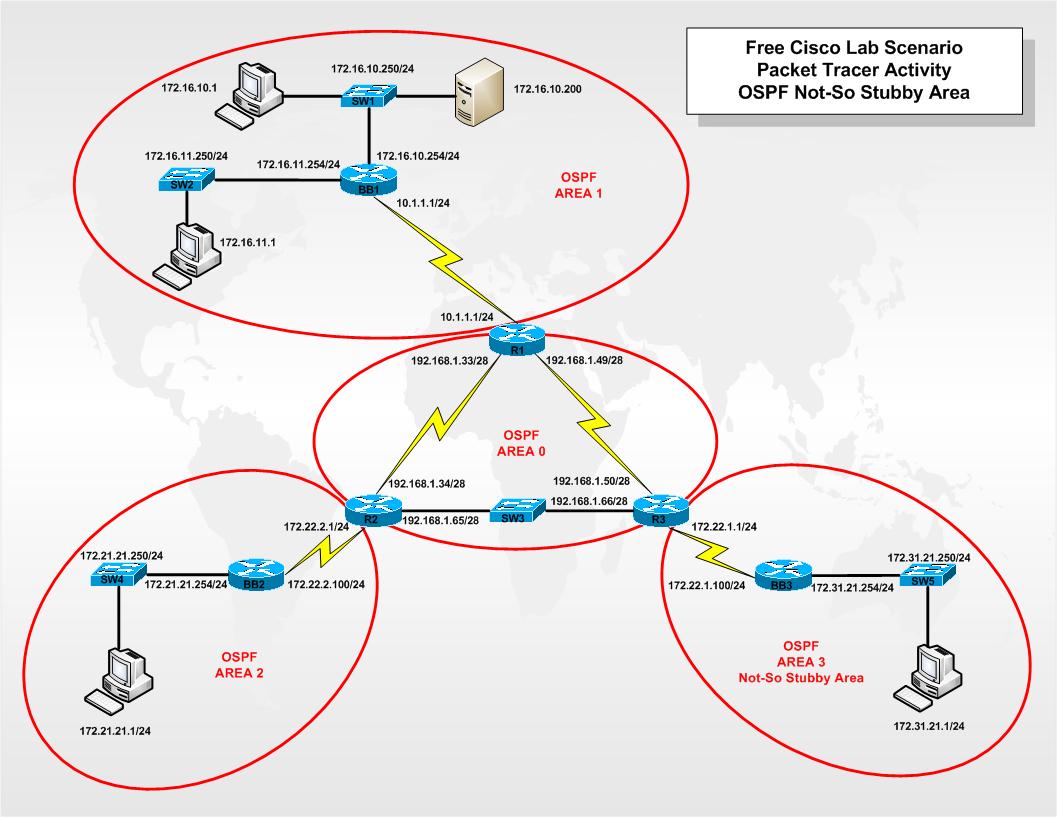 Free Cisco Lab Scenario
Packet Tracer Activity
OSPF Not-So Stubby Area
172.16.10.250/24
172.16.10.1
SW1
172.16.10.200
172.16.11.250/24
172.16.11.254/24
172.16.10.254/24
SW2
BB1
OSPF
AREA 1
10.1.1.1/24
172.16.11.1
10.1.1.1/24
R1
192.168.1.33/28
192.168.1.49/28
OSPF
AREA 0
192.168.1.34/28
192.168.1.50/28
192.168.1.66/28
R2
192.168.1.65/28
SW3
R3
172.22.2.1/24
172.22.1.1/24
172.21.21.250/24
SW4
172.21.21.254/24
BB2
172.22.2.100/24
172.31.21.250/24
172.22.1.100/24
BB3
172.31.21.254/24
SW5
OSPF
AREA 2
OSPF
AREA 3
Not-So Stubby Area
172.21.21.1/24
172.31.21.1/24